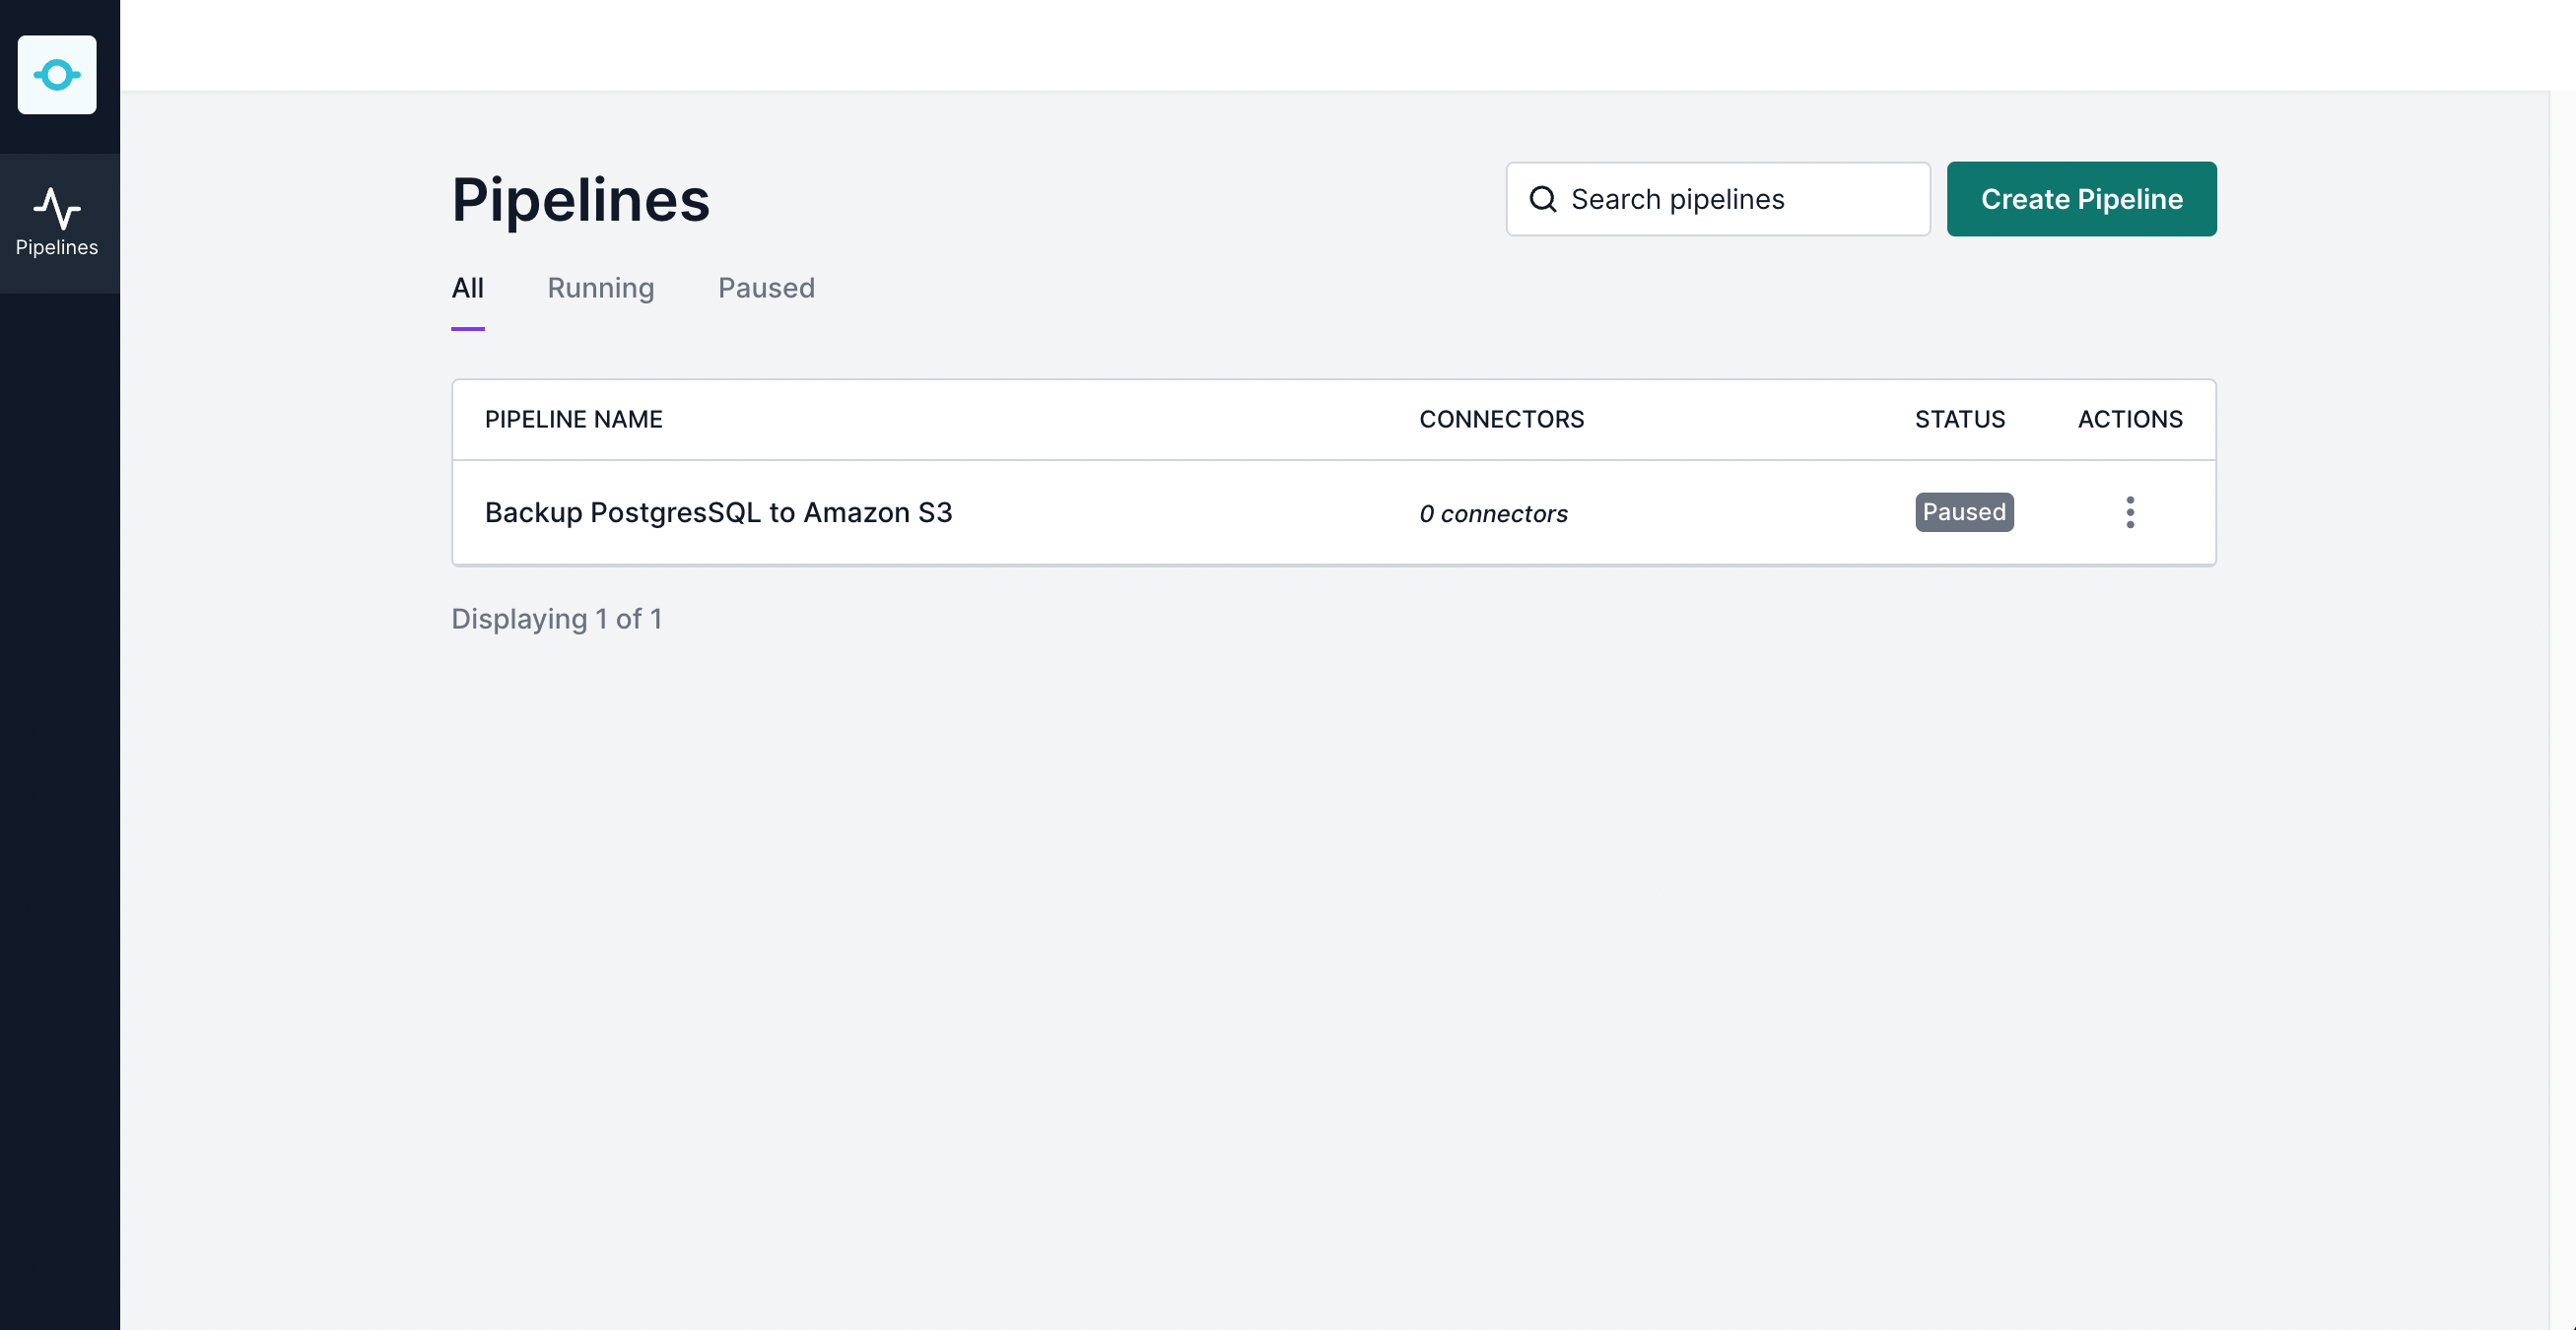 Pipelines
Pipelines
Search pipelines
Create Pipeline
All
Running
Paused
PIPELINE NAME
CONNECTORS
STATUS
ACTIONS
Backup PostgresSQL to Amazon S3
0 connectors
Paused
Displaying 1 of 1